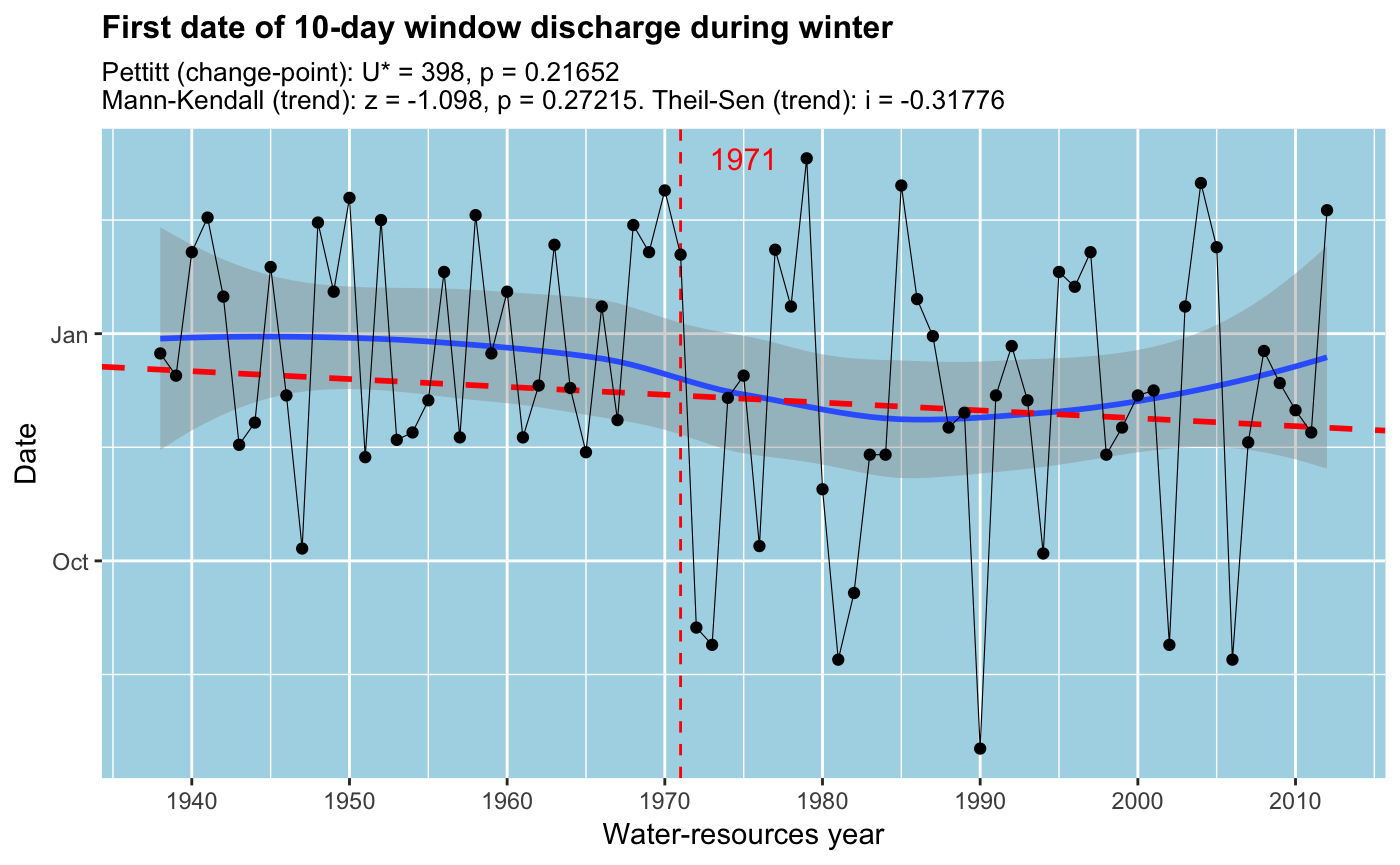 First date of 10-day window discharge during winter
Pettitt (change-point): U* = 398, p = 0.21652
Mann-Kendall (trend): z = -1.098, p = 0.27215. Theil-Sen (trend): i = -0.31776
1971
Jan
Date
Oct
1940 1950 1960 1970 1980 1990 2000 2010
Water-resources year